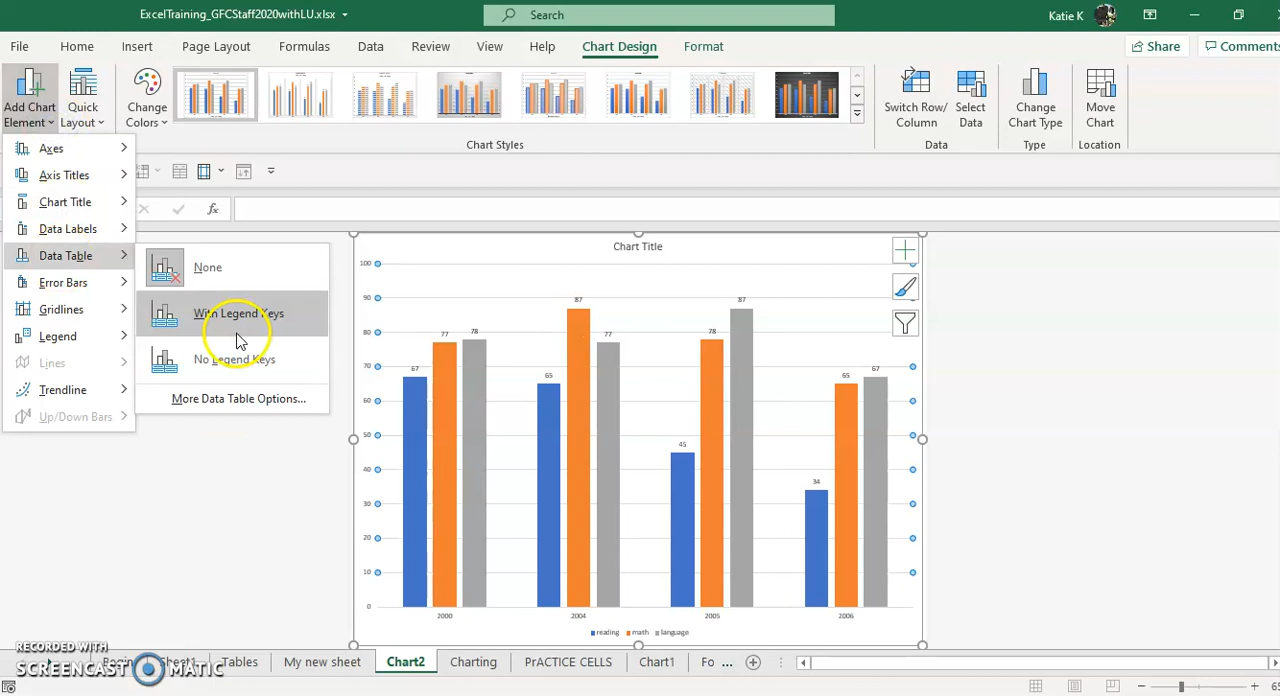 ExcelTraining_GFCStaff2020withLU.xlsx
Search
Katie K
File Home Insert Page Layout Formulas Data Review View Help Chart Design Format
Share
Comments
Add Chart Element
Quick Layout
Change Colors
Switch Row/ Column
Select Data
Change Chart Type
Move Chart
Chart Styles
Data
Type
Location
Axes
Axis Titles
Chart Title
Data Labels
Data Table
Error Bars
Gridlines
Legend
Lines
Trendline
Up/Down Bars
fx
None
With Legend Keys
No Legend Keys
More Data Table Options...
Chart Title
100
90
80
70
60
50
40
30
20
10
0
67 77 78
65 87 77
45 78 87
34 65 67
2000 2004 2005 2006
reading math language
RECORDED WITH
SCREENCAST MATIC
Tables My new sheet Chart2 Charting PrACTICE CELLS Chart1 Fo ...